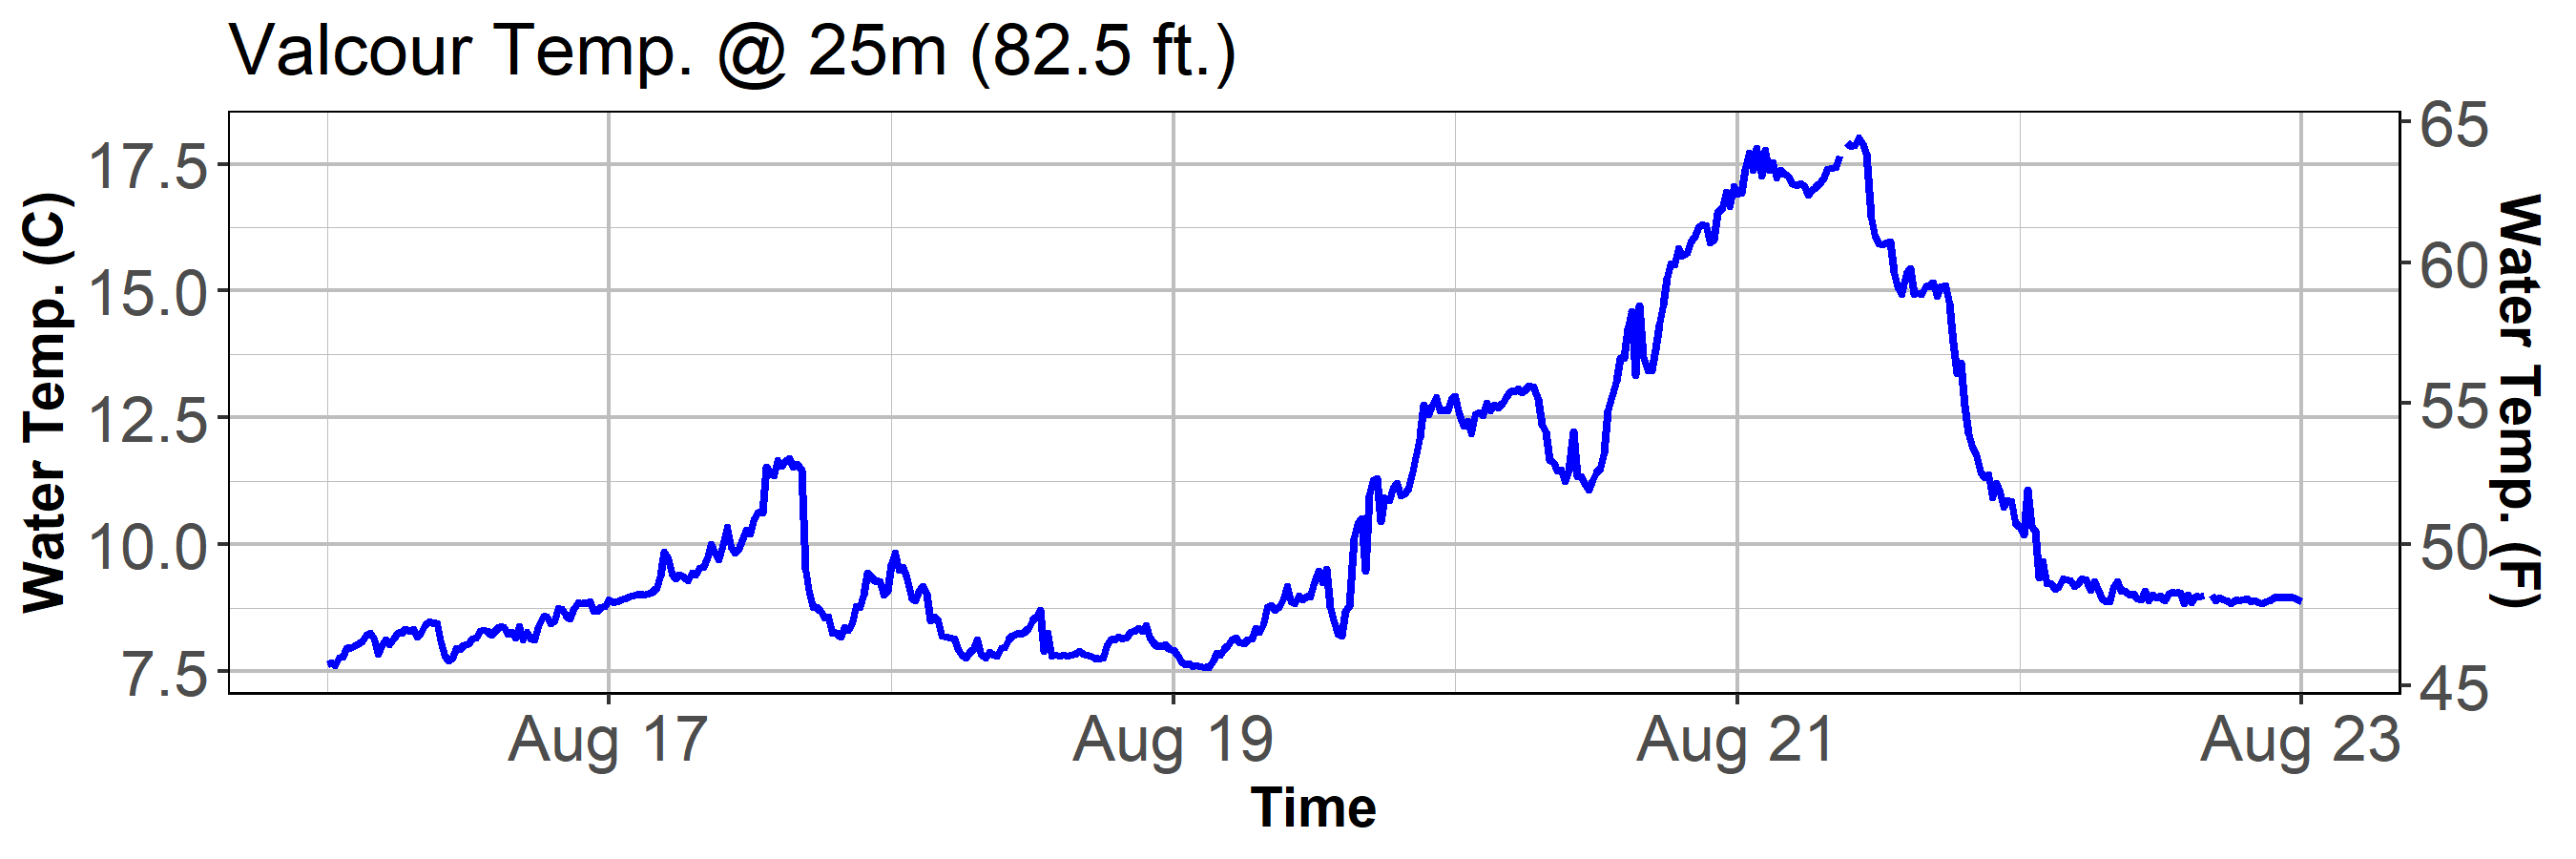 Valcour Temp. @ 25m (82.5 ft.)
Water Temp. (C)
17.5
15.0
12.5
10.0
7.5
65
60
55
50
45
Water Temp. (F)
Aug 17 Aug 19 Aug 21 Aug 23
Time